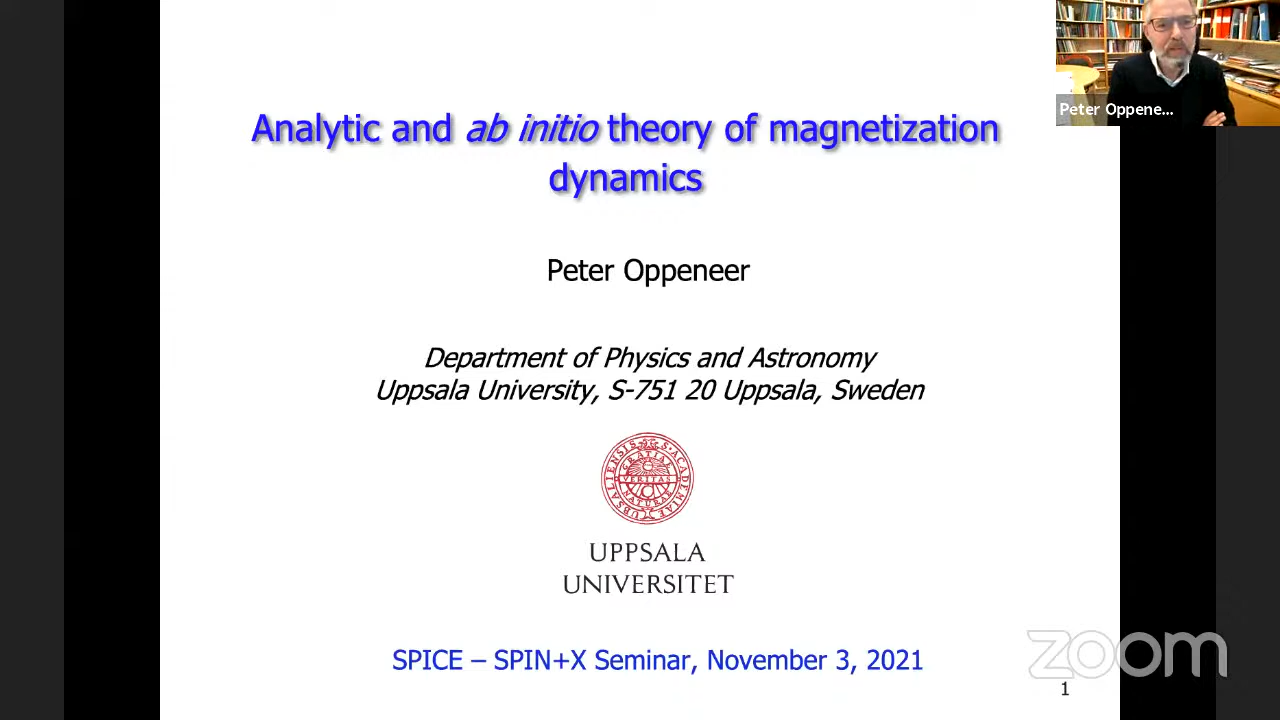 Analytic and ab initio theory of magnetization
dynamics
Peter Oppene...
Peter Oppeneer
Department of Physics and Astronomy
Uppsala University, S-751 20 Uppsala, Sweden
UPPSALA
UNIVERSITET
SPICE – SPIN+X Seminar, November 3, 2021
zoom
1